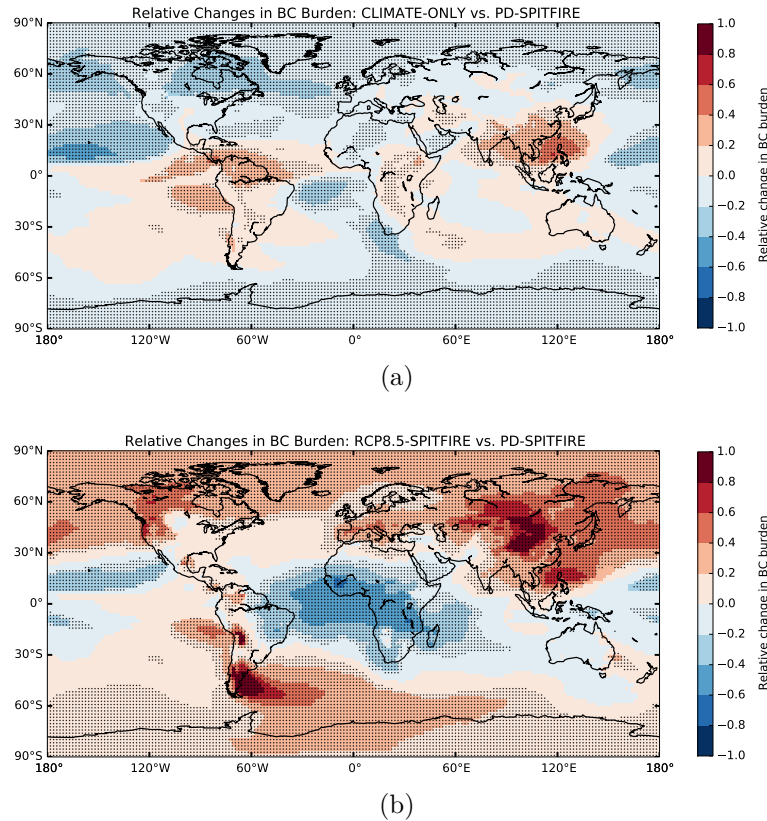 Relative Changes in BC Burden: CLIMATE-ONLY vs. PD-SPITFIRE
90°N
60°N
30°N
0°
30°S
60°S
90°S
180° 120°W 60°W 0° 60°E 120°E 180°
1.0
0.8
0.6
0.4
0.2
0.0
−0.2
−0.4
−0.6
−0.8
−1.0
Relative change in BC burden
(a)
Relative Changes in BC Burden: RCP8.5-SPITFIRE vs. PD-SPITFIRE
90°N
60°N
30°N
0°
30°S
60°S
90°S
180° 120°W 60°W 0° 60°E 120°E 180°
1.0
0.8
0.6
0.4
0.2
0.0
−0.2
−0.4
−0.6
−0.8
−1.0
Relative change in BC burden
(b)